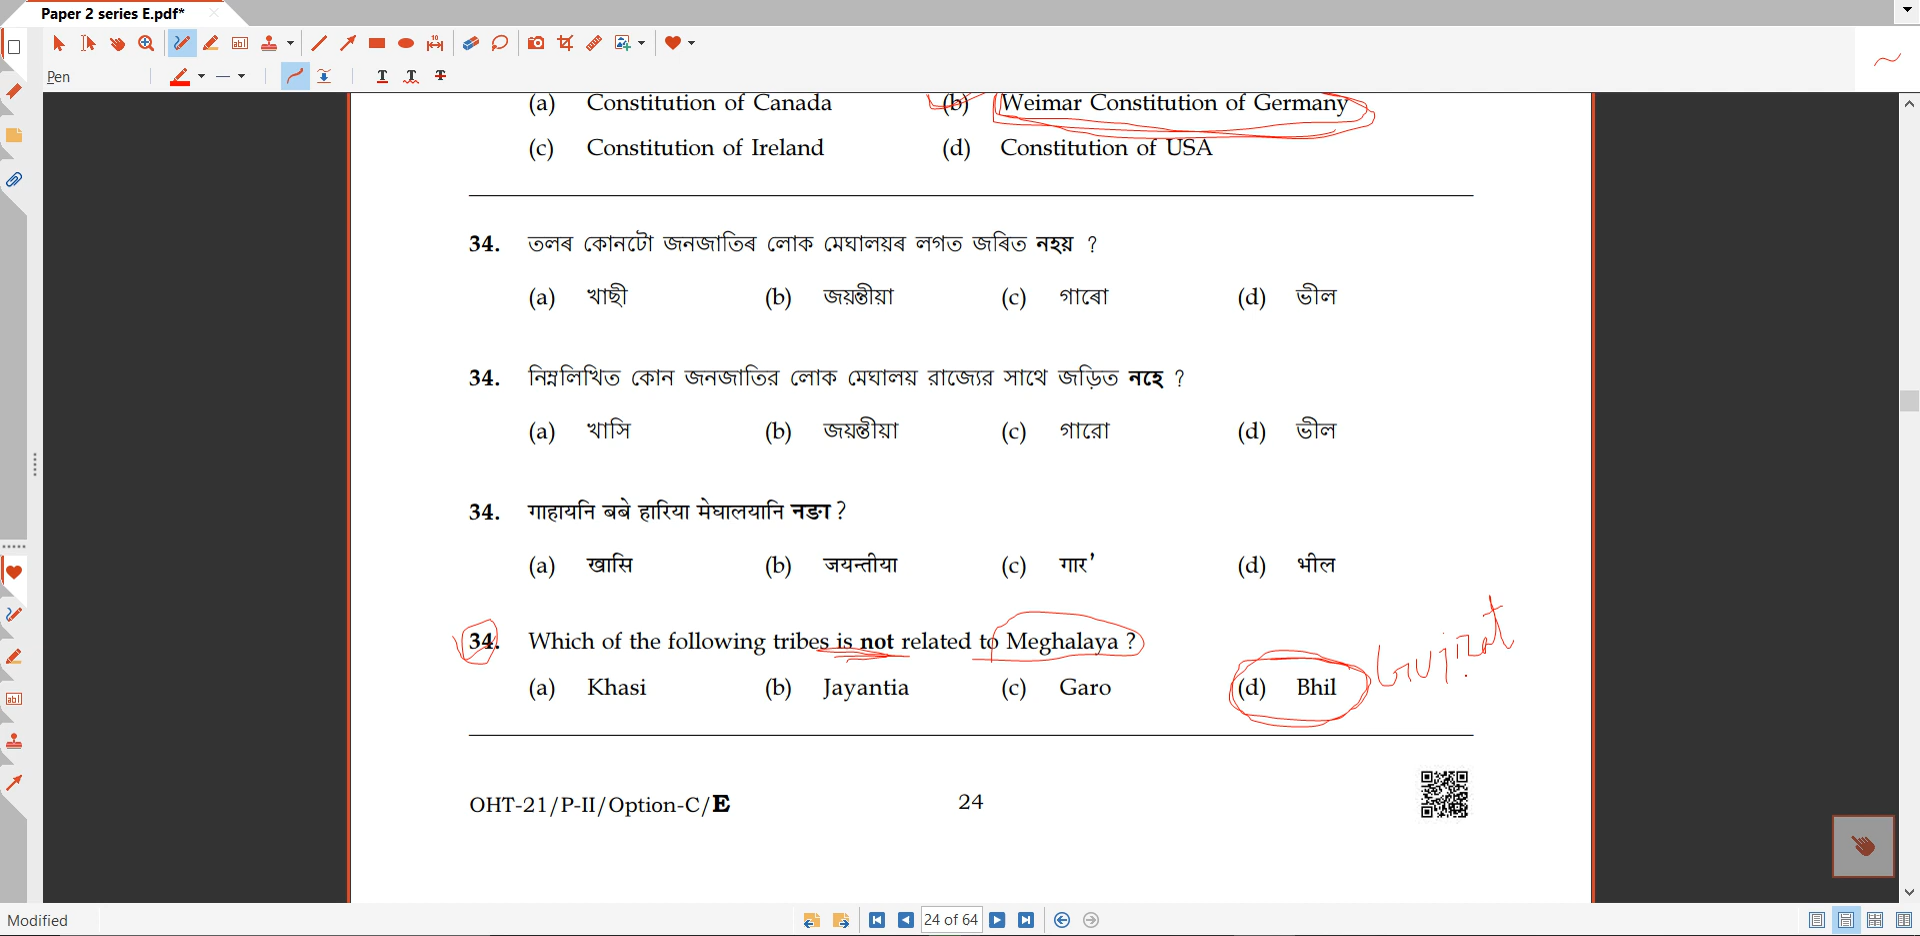 Paper 2 series E.pdf*
Pen
(a) Constitution of Canada (b) Weimar Constitution of Germany
(c) Constitution of Ireland (d) Constitution of USA
34. তলৰ কোনটো জনজাতিৰ লোক মেঘালয়ৰ লগত জৰিত নহয় ?
(a) খাছী (b) জয়ন্তীয়া (c) গাৰো (d) ভীল
34. নিম্নলিখিত কোন জনজাতির লোক মেঘালয় রাজ্যের সাথে জড়িত নহে ?
(a) খাসি (b) জয়ন্তীয়া (c) গারো (d) ভীল
34. गाहायनि बबे हारिया मेघालयानि नङा ?
(a) खासि (b) जयन्तीया (c) गार' (d) भील
34. Which of the following tribes is not related to Meghalaya ?
(a) Khasi (b) Jayantia (c) Garo (d) Bhil Gujrat
OHT-21/P-II/Option-C/E 24
Modified 24 of 64